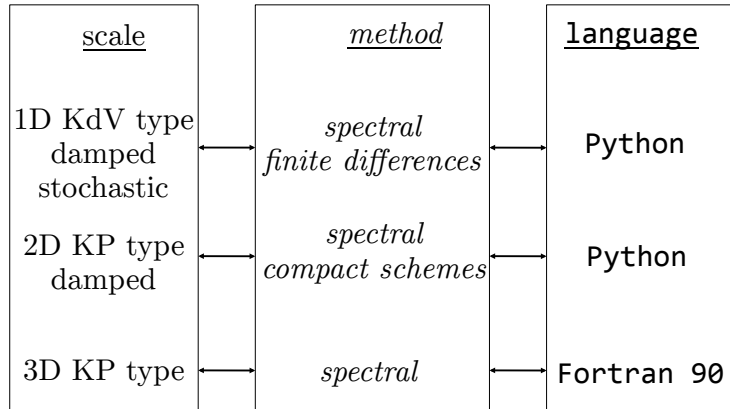 scale
method
language
1D KdV type
damped
stochastic
spectral
finite differences
Python
2D KP type
damped
spectral
compact schemes
Python
3D KP type
spectral
Fortran 90